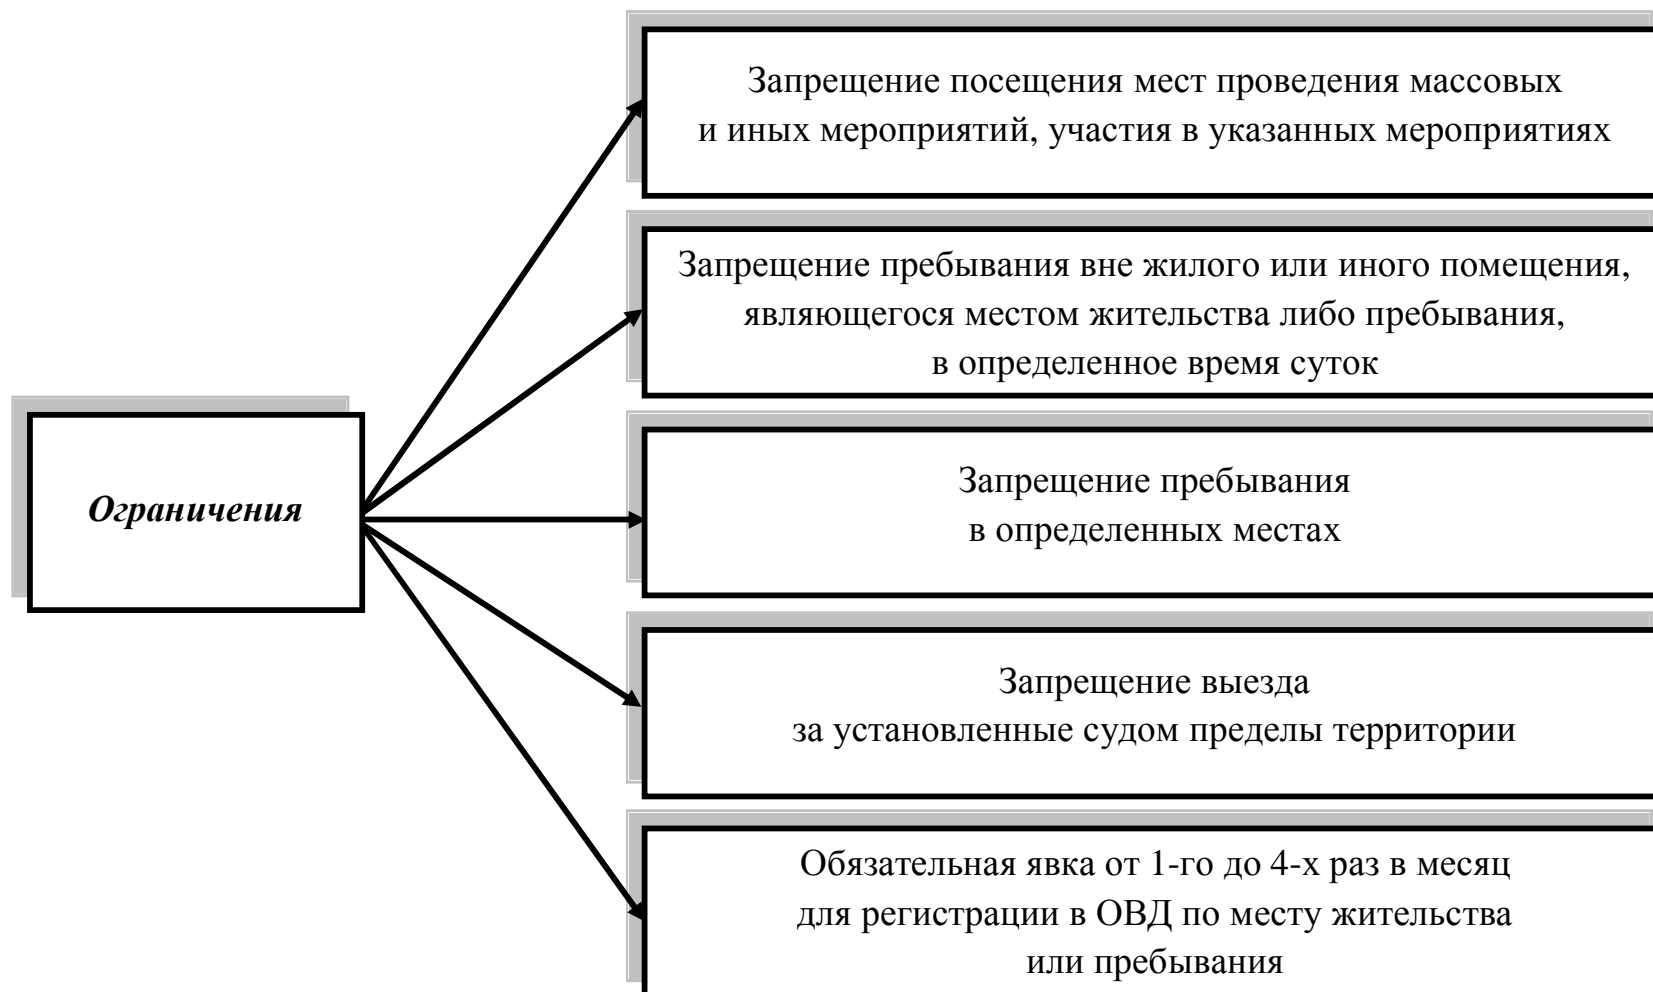 Ограничения
Запрещение посещения мест проведения массовых
и иных мероприятий, участия в указанных мероприятиях
Запрещение пребывания вне жилого или иного помещения,
являющегося местом жительства либо пребывания,
в определенное время суток
Запрещение пребывания
в определенных местах
Запрещение выезда
за установленные судом пределы территории
Обязательная явка от 1-го до 4-х раз в месяц
для регистрации в ОВД по месту жительства
или пребывания